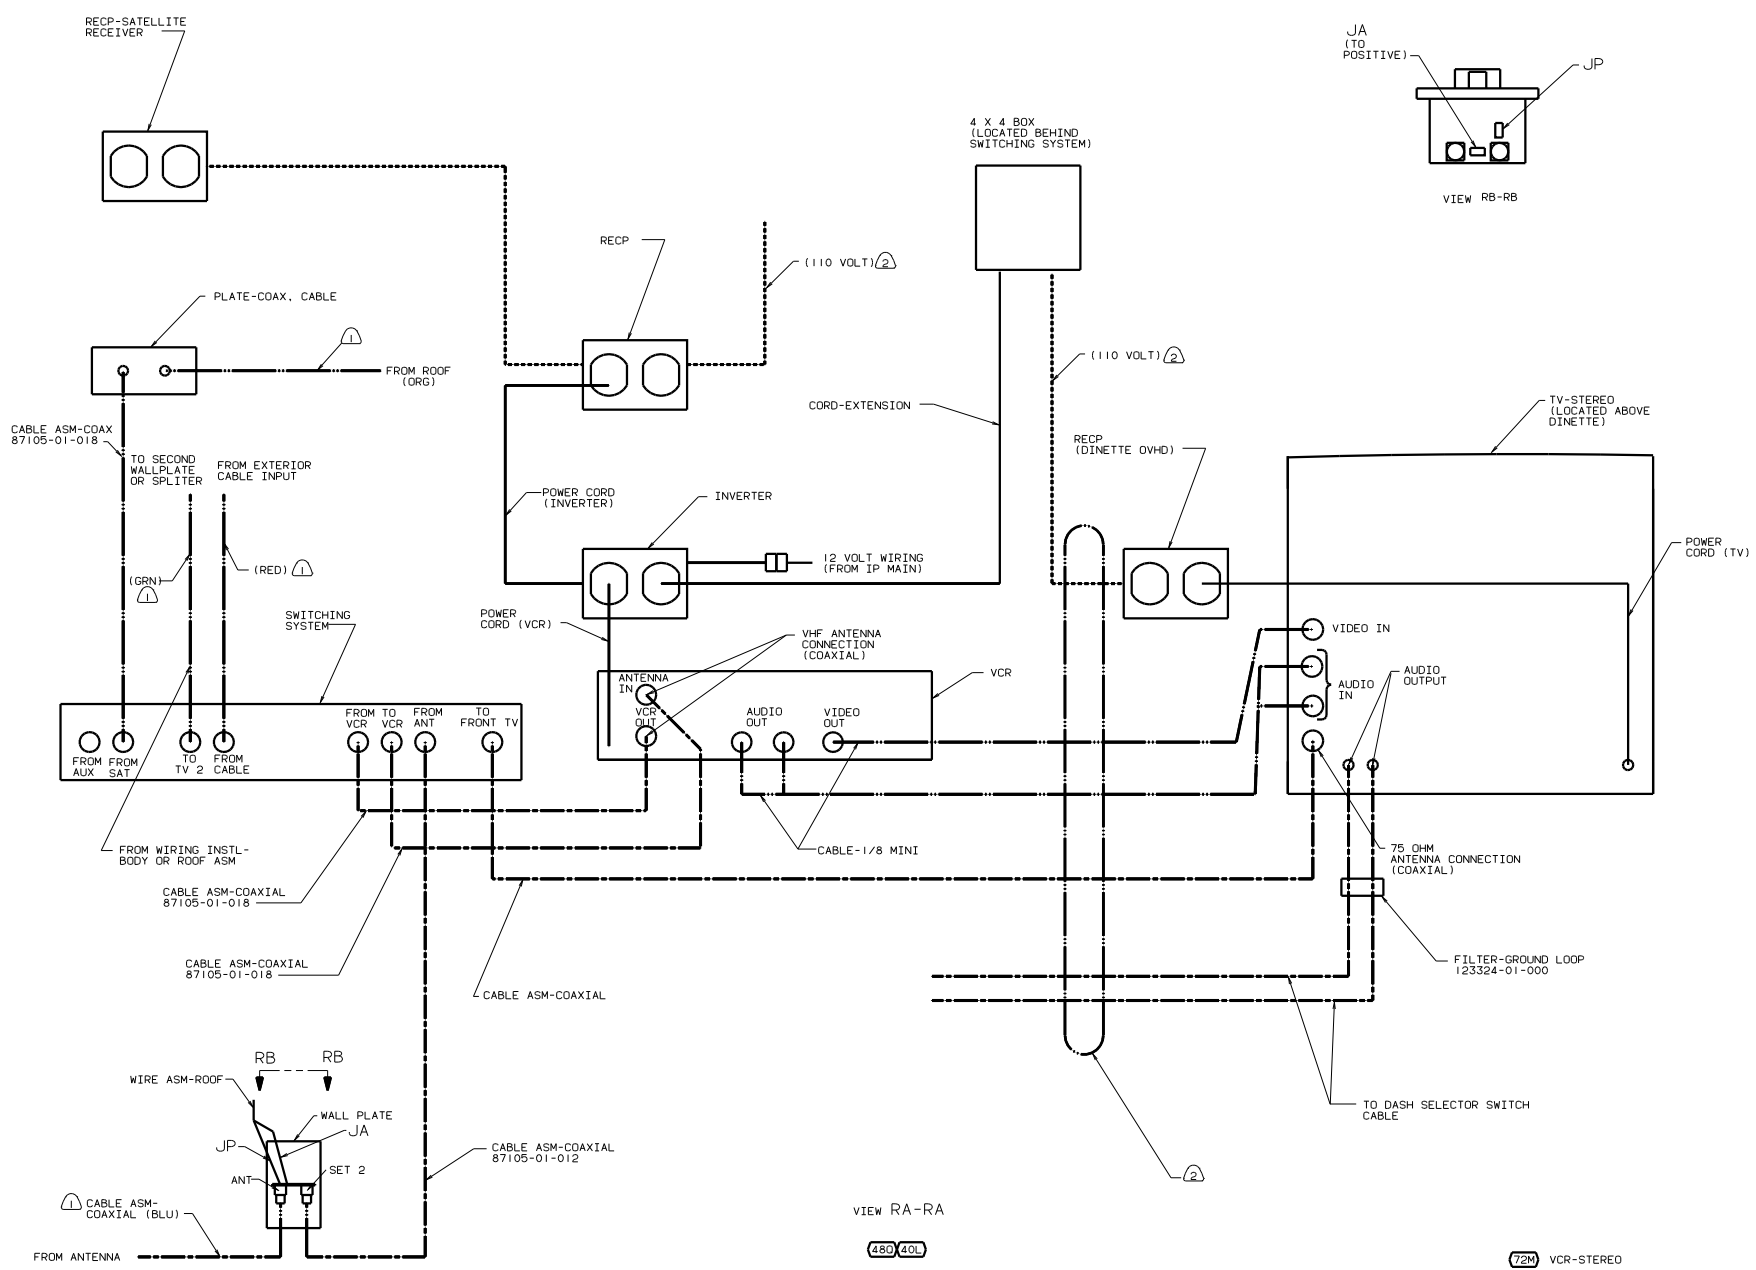 RECP-SATELLITE
RECEIVER
JA
(TO
POSITIVE)
JP
4 X 4 BOX
(LOCATED BEHIND
SWITCHING SYSTEM)
VIEW RB-RB
RECP
(110 VOLT) 2
PLATE-COAX, CABLE
1
FROM ROOF
(ORG)
(110 VOLT) 2
CORD-EXTENSION
TV-STEREO
(LOCATED ABOVE
DINETTE)
CABLE ASM-COAX
87105-01-018
RECP
(DINETTE OVHD)
TO SECOND
WALLPLATE
OR SPLITER
FROM EXTERIOR
CABLE INPUT
POWER CORD
(INVERTER)
INVERTER
POWER
CORD (TV)
12 VOLT WIRING
(FROM IP MAIN)
(GRN)
1
(RED) 1
SWITCHING
SYSTEM
POWER
CORD (VCR)
VHF ANTENNA
CONNECTION
(COAXIAL)
VIDEO IN
VCR
ANTENNA
IN
AUDIO
IN
AUDIO
OUTPUT
FROM
VCR
TO
VCR
FROM
ANT
TO
FRONT TV
VCR
OUT
AUDIO
OUT
VIDEO
OUT
FROM
AUX
FROM
SAT
TO
TV 2
FROM
CABLE
FROM WIRING INSTL-
BODY OR ROOF ASM
CABLE-1/8 MINI
75 OHM
ANTENNA CONNECTION
(COAXIAL)
CABLE ASM-COAXIAL
87105-01-018
CABLE ASM-COAXIAL
87105-01-018
CABLE ASM-COAXIAL
FILTER-GROUND LOOP
123324-01-000
RB RB
WIRE ASM-ROOF
WALL PLATE
JA
JP
TO DASH SELECTOR SWITCH
CABLE
CABLE ASM-COAXIAL
87105-01-012
SET 2
ANT
2
1
CABLE ASM-
COAXIAL (BLU)
VIEW RA-RA
FROM ANTENNA
48Q 40L
72M VCR-STEREO